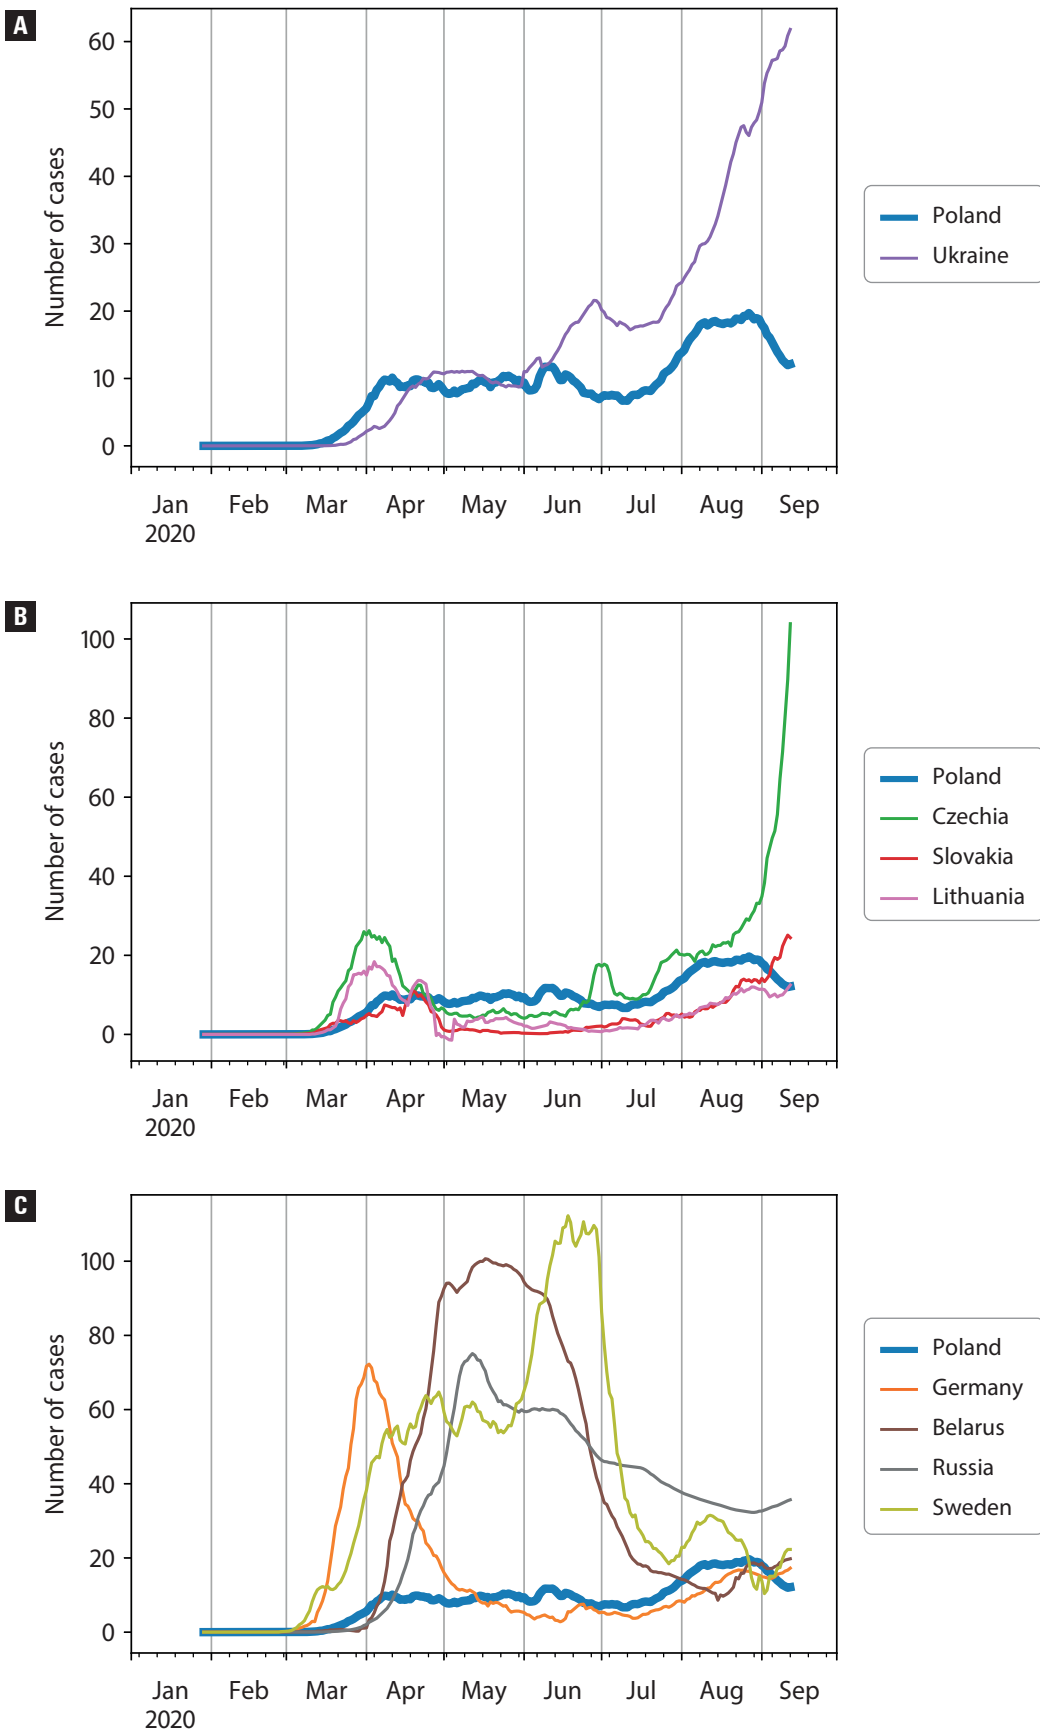 A
Number of cases
60
50
40
30
20
10
0
Jan Feb Mar Apr May Jun Jul Aug Sep
2020
Poland
Ukraine
B
Number of cases
100
80
60
40
20
0
Jan Feb Mar Apr May Jun Jul Aug Sep
2020
Poland
Czechia
Slovakia
Lithuania
C
Number of cases
100
80
60
40
20
0
Jan Feb Mar Apr May Jun Jul Aug Sep
2020
Poland
Germany
Belarus
Russia
Sweden